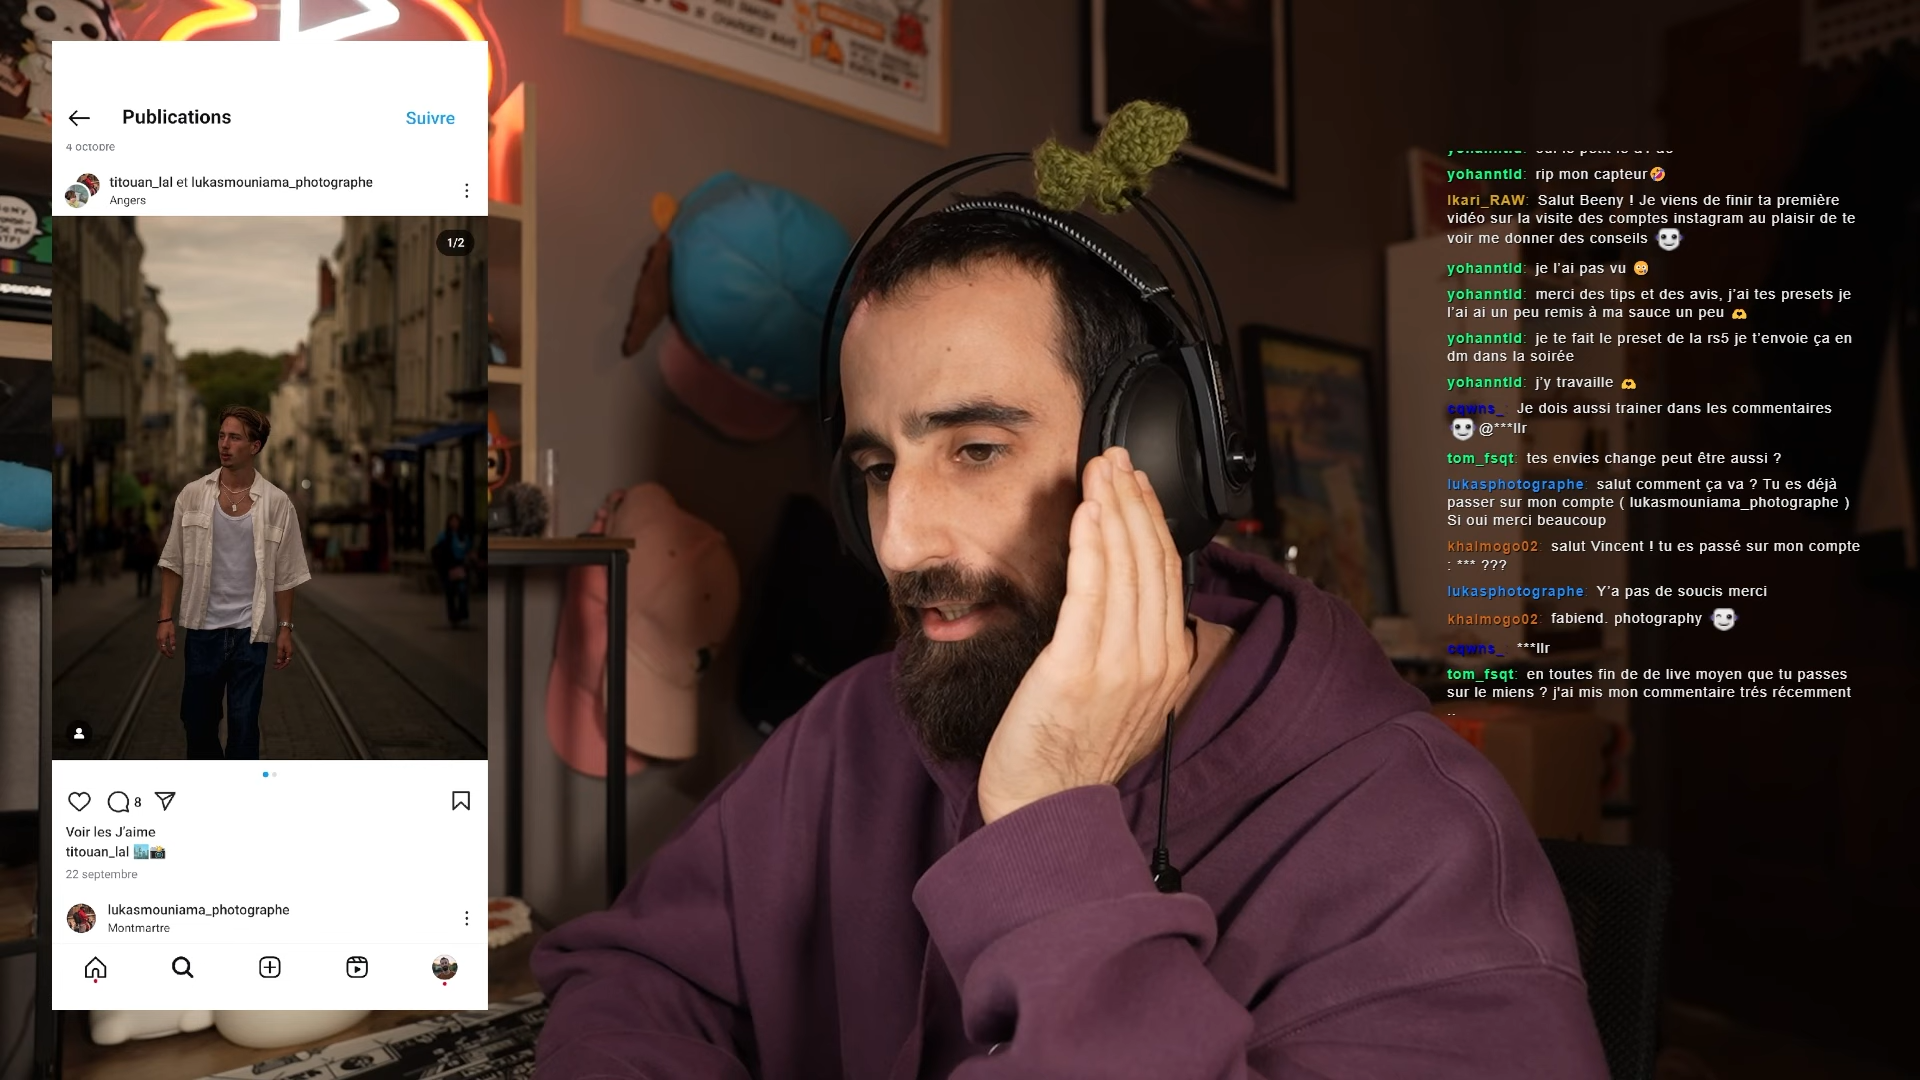 Publications
Suivre
4 octobre
titouan_lal et lukasmouniama_photographe
Angers
1/2
8
Voir les J'aime
titouan_lal
22 septembre
lukasmouniama_photographe
Montmartre
yohanntld:
yohanntld: rip mon capteur🤣
Ikari_RAW: Salut Beeny ! Je viens de finir ta première
vidéo sur la visite des comptes instagram au plaisir de te
voir me donner des conseils
yohanntld: je l'ai pas vu
yohanntld: merci des tips et des avis, j'ai tes presets je
l'ai ai un peu remis à ma sauce un peu 🫶
yohanntld: je te fait le preset de la rs5 je t'envoie ça en
dm dans la soirée
yohanntld: j'y travaille 🫶
cqwns_: Je dois aussi trainer dans les commentaires
@***llr
tom_fsqt: tes envies change peut être aussi ?
lukasphotographe: salut comment ça va ? Tu es déjà
passer sur mon compte ( lukasmouniama_photographe )
Si oui merci beaucoup
khalmogo02: salut Vincent ! tu es passé sur mon compte
: *** ???
lukasphotographe: Y'a pas de soucis merci
khalmogo02: fabiend. photography
cqwns_: ***llr
tom_fsqt: en toutes fin de de live moyen que tu passes
sur le miens ? j'ai mis mon commentaire trés récemment